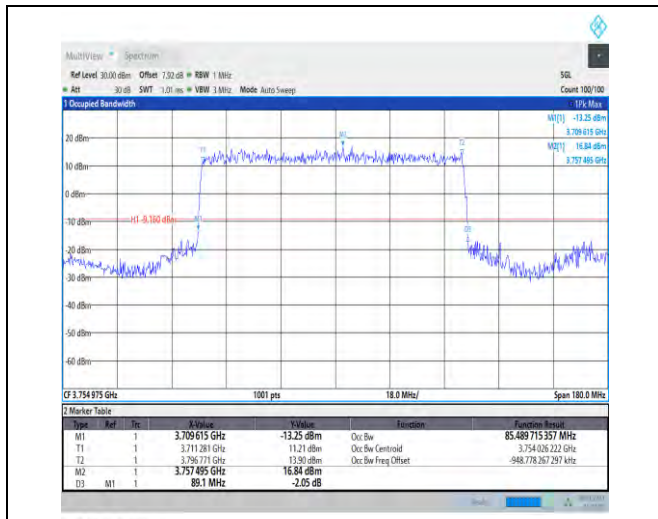 MultiView Spectrum
Ref Level 30.00 dBm Offset 7.92 dB RBW 1 MHz SGL
Att 30 dB SWT 1.01 ms VBW 3 MHz Mode Auto Sweep Count 100/100
1 Occupied Bandwidth 1Pk Max
M1[1] -13.25 dBm
3.709 615 GHz
M2[1] 16.84 dBm
3.757 495 GHz
20 dBm
10 dBm
0 dBm
-10 dBm
H1 -9.160 dBm
-20 dBm
-30 dBm
-40 dBm
-50 dBm
-60 dBm
CF 3.754 975 GHz 1001 pts 18.0 MHz/ Span 180.0 MHz
2 Marker Table
Type Ref Trc X-Value Y-Value Function Function Result
M1 1 3.709 615 GHz -13.25 dBm Occ Bw 85.489 715 357 MHz
T1 1 3.711 281 GHz 11.21 dBm Occ Bw Centroid 3.754 026 222 GHz
T2 1 3.796 771 GHz 13.90 dBm Occ Bw Freq Offset -948.778 267 297 kHz
M2 1 3.757 495 GHz 16.84 dBm
D3 M1 1 89.1 MHz -2.05 dB